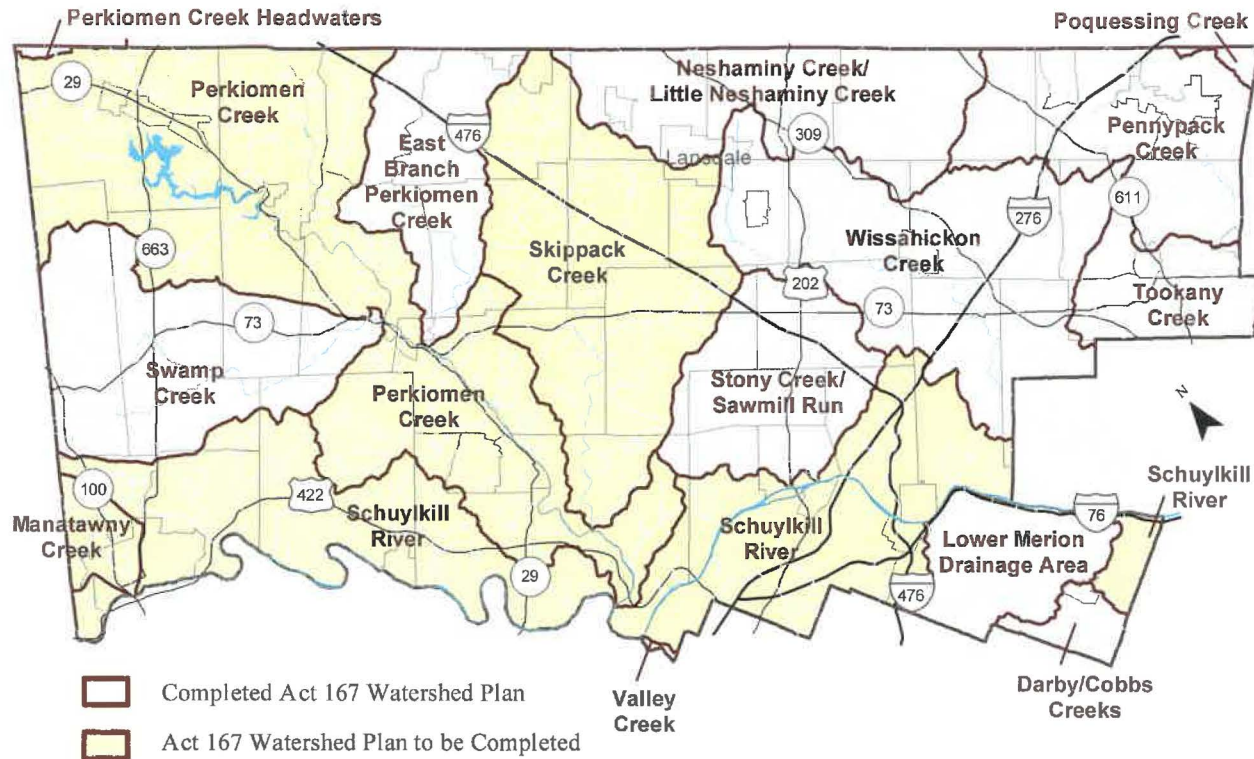 Perkiomen Creek Headwaters
Poquessing Creek
29
Perkiomen
Creek
Neshaminy Creek/
Little Neshaminy Creek
476
309
East
Branch
Perkiomen
Creek
Lansdale
Pennypack
Creek
611
276
663
Skippack
Creek
Wissahickon
Creek
202
73
73
Tookany
Creek
Swamp
Creek
Perkiomen
Creek
Stony Creek/
Sawmill Run
N
100
422
Manatawny
Creek
Schuylkill
River
Schuylkill
River
Schuylkill
River
76
Lower Merion
Drainage Area
29
476
Valley
Creek
Darby/Cobbs
Creeks
Completed Act 167 Watershed Plan
Act 167 Watershed Plan to be Completed